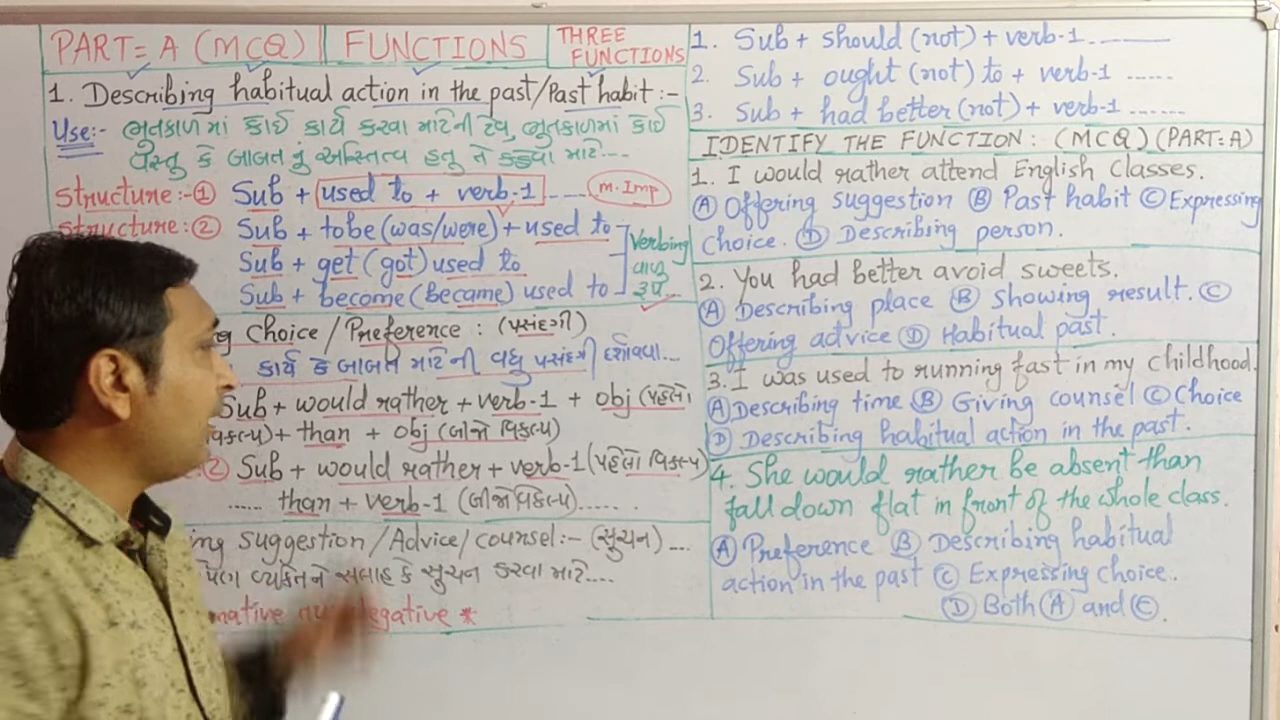 PART= A (MCQ) || FUNCTIONS
THREE
FUNCTIONS
1. Describing habitual action in the past/Past habit :-
Use:- ભુતકાળમાં કોઈ કાર્ય કરવા માટેની ટેવ, ભુતકાળમાં કોઈ
વસ્તુ કે બાબત નું અસ્તિત્વ હતુ તે કહેવા માટે....
Structure:-① Sub + used to + verb-1 ...... m. Imp
Structure:② Sub + tobe (was/were) + used to
Sub + get (got) used to
Sub + become (Became) used to
Verbing
વાળુ
રૂપ
ng Choice / Preference : (પસંદગી)
કાર્ય કે બાબત માટેની વધુ પસંદગી દર્શાવવા...
Sub + would rather + verb-1 + obj (પહેલો
વિકલ્પ) + than + obj (બીજો વિકલ્પ)
② Sub + would rather + verb-1 (પહેલો વિકલ્પ)
...... than + verb-1 (બીજો વિકલ્પ)......
ing suggestion/Advice/counsel:- (સુચન) ...
પણ વ્યક્તિને સલાહ કે સુચન કરવા માટે....
mative egative *
1. Sub + should (not) + verb-1 ............
2. Sub + ought (not) to + verb-1 ......
3. Sub + had better (not) + verb-1 .......
IDENTIFY THE FUNCTION : (MCQ) (PART:A)
1. I would rather attend English Classes.
Ⓐ Offering suggestion Ⓑ Past habit Ⓒ Expressing
Choice. Ⓓ Describing person.
2. You had better avoid sweets.
Ⓐ Describing place Ⓑ showing result. Ⓒ
Offering advice Ⓓ Habitual past.
3. I was used to running fast in my childhood.
Ⓐ Describing time Ⓑ Giving counsel Ⓒ Choice
Ⓓ Describing habitual action in the past.
4. She would rather be absent than
fall down flat in front of the whole class.
Ⓐ Preference Ⓑ Describing habitual
action in the past Ⓒ Expressing choice.
Ⓓ Both Ⓐ and Ⓒ.